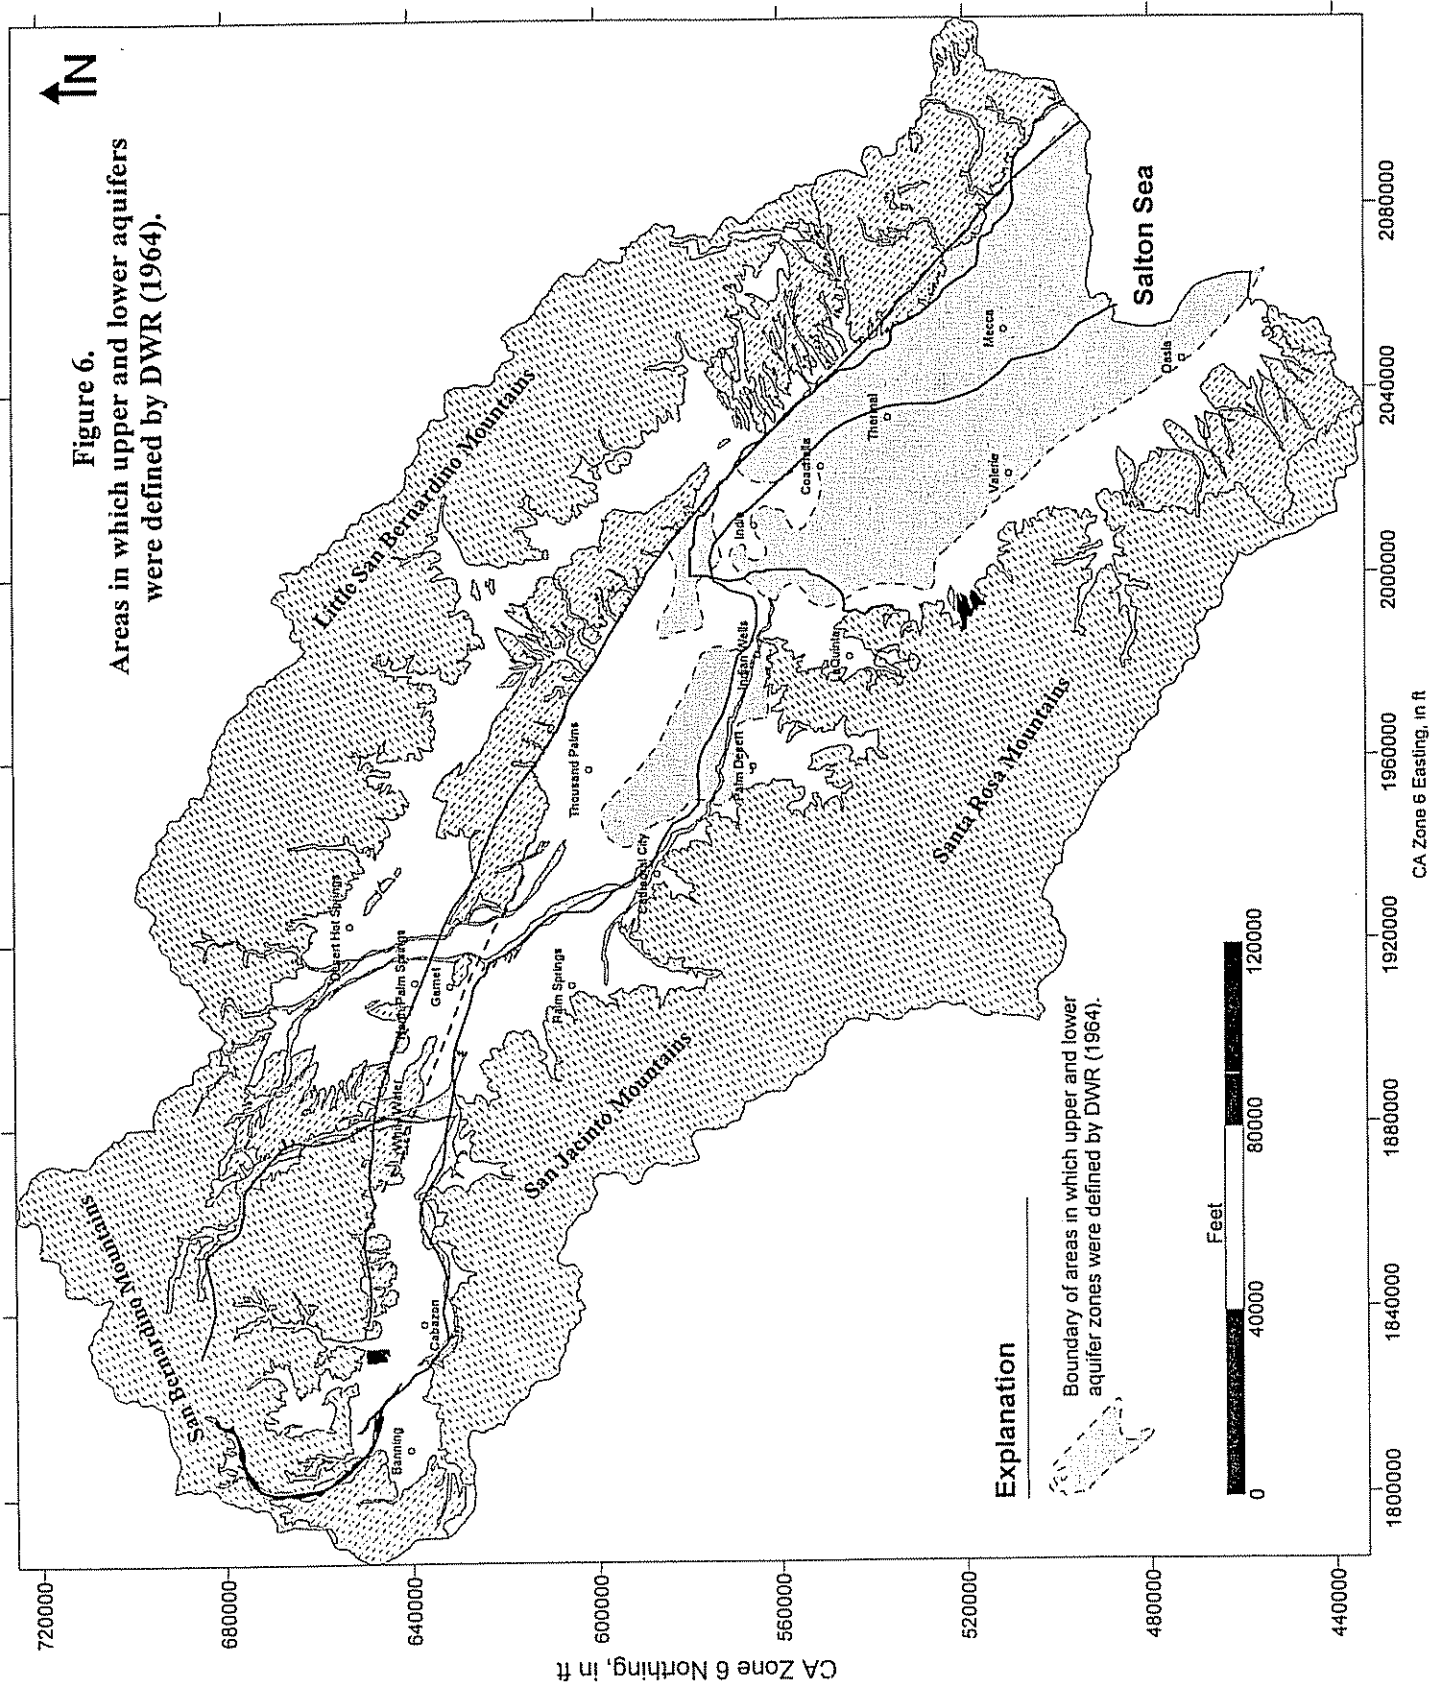 Figure 6.
Areas in which upper and lower aquifers
were defined by DWR (1964).
N
San Bernardino Mountains
Little San Bernardino Mountains
San Jacinto Mountains
Santa Rosa Mountains
Banning
Cabazon
White Water
North Palm Springs
Garnet
Desert Hot Springs
Palm Springs
Cathedral City
Thousand Palms
Palm Desert
Indian Wells
La Quinta
Indio
Coachella
Thermal
Valerie
Mecca
Oasis
Salton Sea
Explanation
Boundary of areas in which upper and lower
aquifer zones were defined by DWR (1964).
Feet
0 40000 80000 120000
720000
680000
640000
600000
560000
520000
480000
440000
CA Zone 6 Northing, in ft
1800000 1840000 1880000 1920000 1960000 2000000 2040000 2080000
CA Zone 6 Easting, in ft